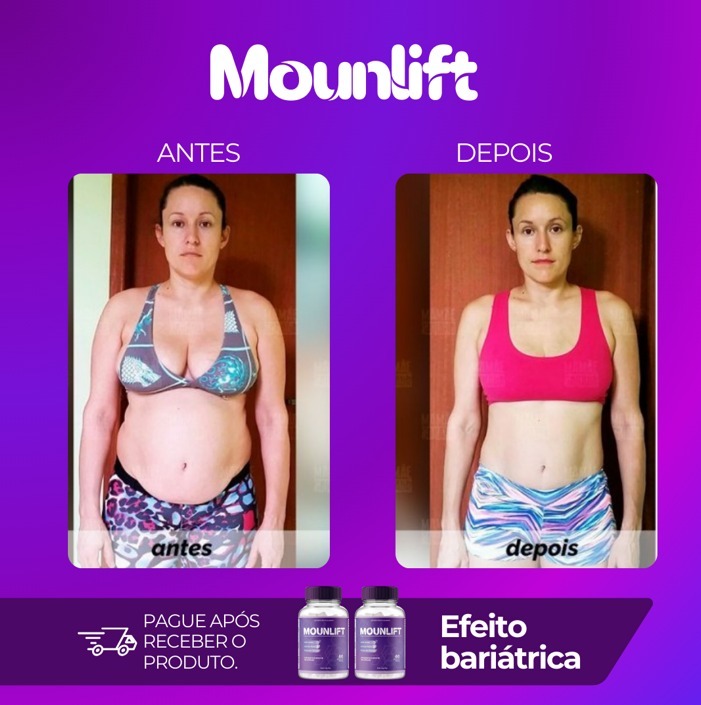 Mounlift
ANTES
DEPOIS
antes
depois
PAGUE APÓS
RECEBER O
PRODUTO.
MOUNLIFT
MOUNLIFT
Efeito
bariátrica